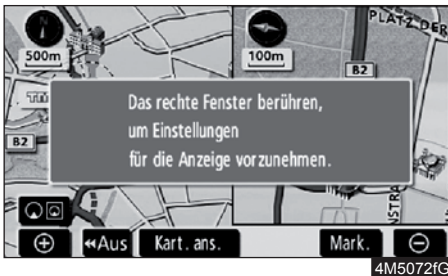 500m
100m
PLATZ DER
B2
Das rechte Fenster berühren,
um Einstellungen
für die Anzeige vorzunehmen.
B2
Aus
Kart. ans.
Mark.
4M5072fG